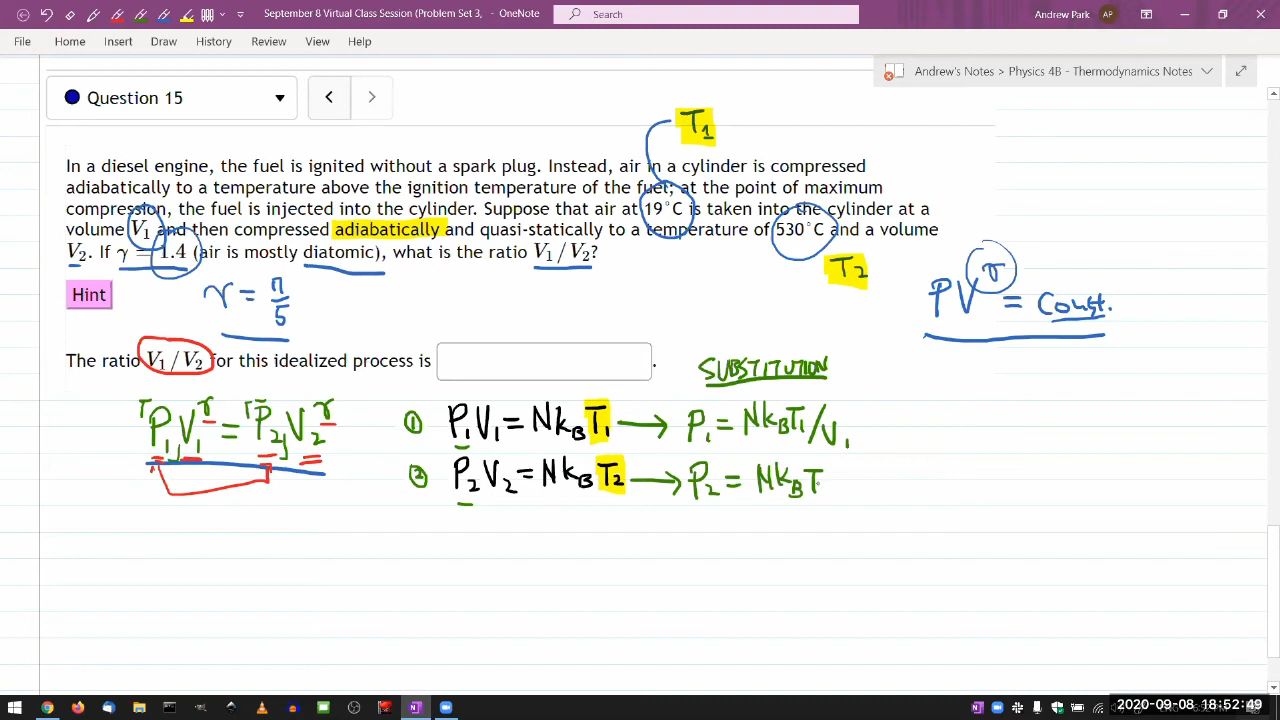 September 8 Virtual Class Session (Problem Set 3, - OneNote
Search
Andrew Park AP
File Home Insert Draw History Review View Help
Andrew's Notes > Physics 4B - Thermodynamics Notes
Question 15
T₁
In a diesel engine, the fuel is ignited without a spark plug. Instead, air in a cylinder is compressed
adiabatically to a temperature above the ignition temperature of the fuel; at the point of maximum
compression, the fuel is injected into the cylinder. Suppose that air at 19°C is taken into the cylinder at a
volume V₁ and then compressed adiabatically and quasi-statically to a temperature of 530°C and a volume
V₂. If γ = 1.4 (air is mostly diatomic), what is the ratio V₁/V₂?
T₂
Hint
γ = 7/5
PV^γ = Const.
The ratio V₁/V₂ for this idealized process is .
SUBSTITUTION
P₁V₁^γ = P₂V₂^γ
① P₁V₁ = Nk_BT₁ → P₁ = Nk_BT₁/V₁
② P₂V₂ = Nk_BT₂ → P₂ = Nk_BT
2020-09-08 18:52:49